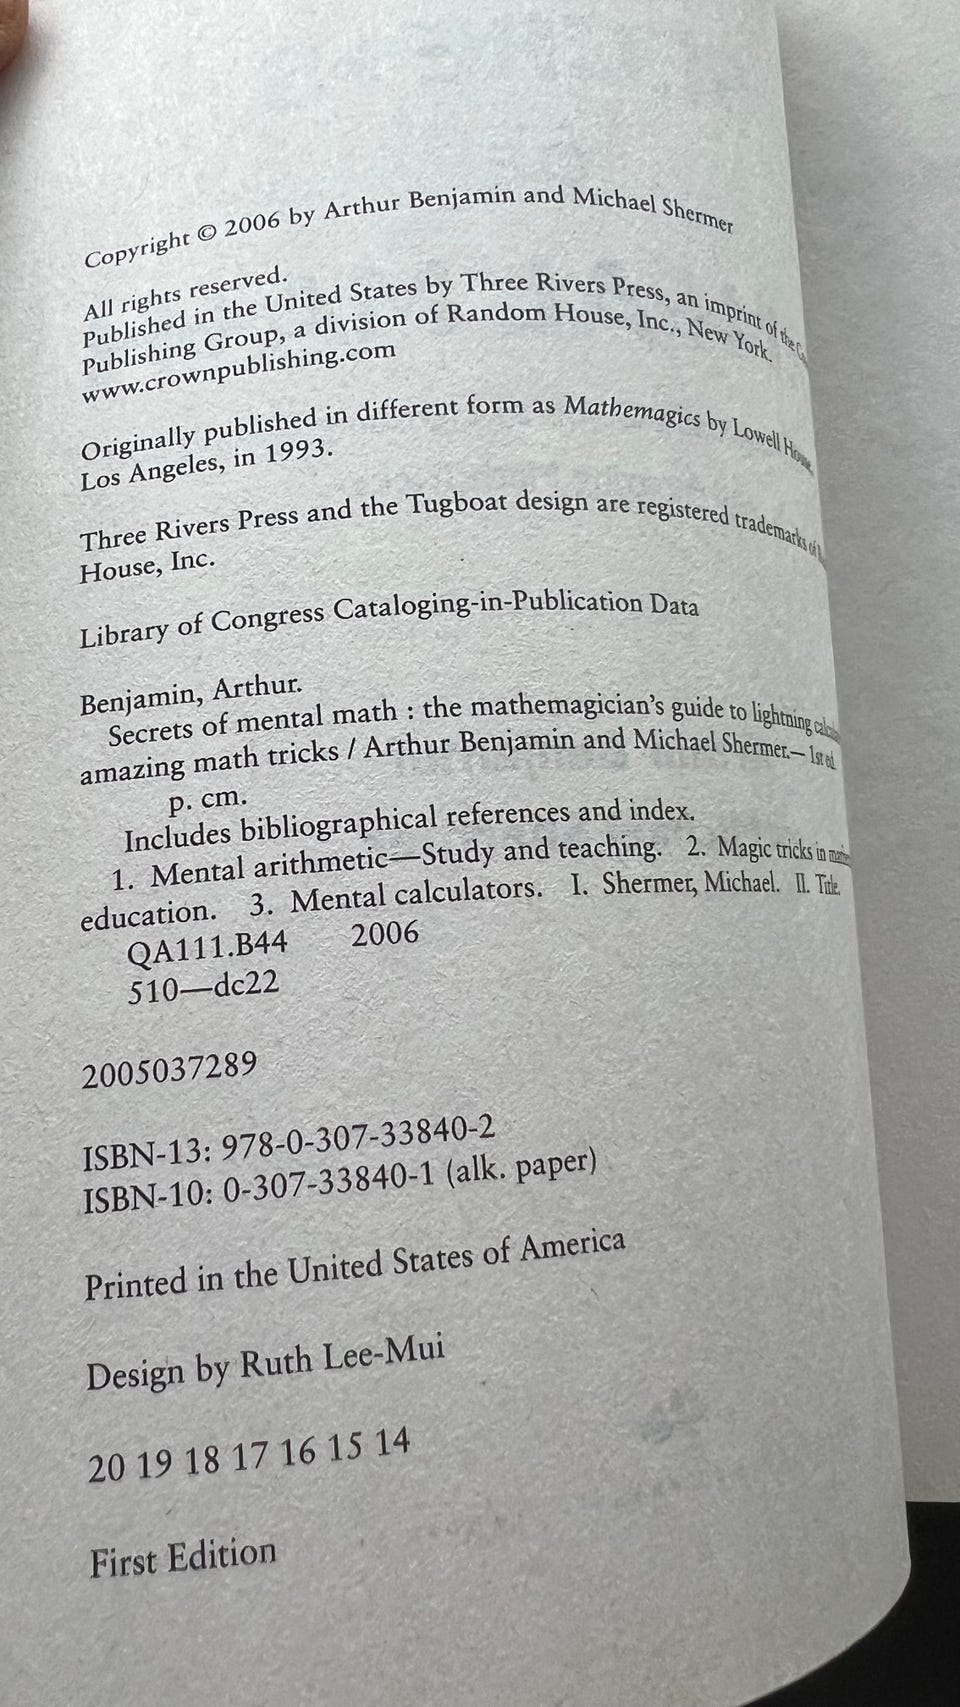 Copyright © 2006 by Arthur Benjamin and Michael Shermer
All rights reserved.
Published in the United States by Three Rivers Press, an imprint of the
Publishing Group, a division of Random House, Inc., New York.
www.crownpublishing.com
Originally published in different form as Mathemagics by Lowell House,
Los Angeles, in 1993.
Three Rivers Press and the Tugboat design are registered trademarks of
House, Inc.
Library of Congress Cataloging-in-Publication Data
Benjamin, Arthur.
Secrets of mental math : the mathemagician's guide to lightning
amazing math tricks / Arthur Benjamin and Michael Shermer.— 1st ed.
p. cm.
Includes bibliographical references and index.
1. Mental arithmetic—Study and teaching. 2. Magic tricks in
education. 3. Mental calculators. I. Shermer, Michael. II. Title.
QA111.B44 2006
510—dc22
2005037289
ISBN-13: 978-0-307-33840-2
ISBN-10: 0-307-33840-1 (alk. paper)
Printed in the United States of America
Design by Ruth Lee-Mui
20 19 18 17 16 15 14
First Edition